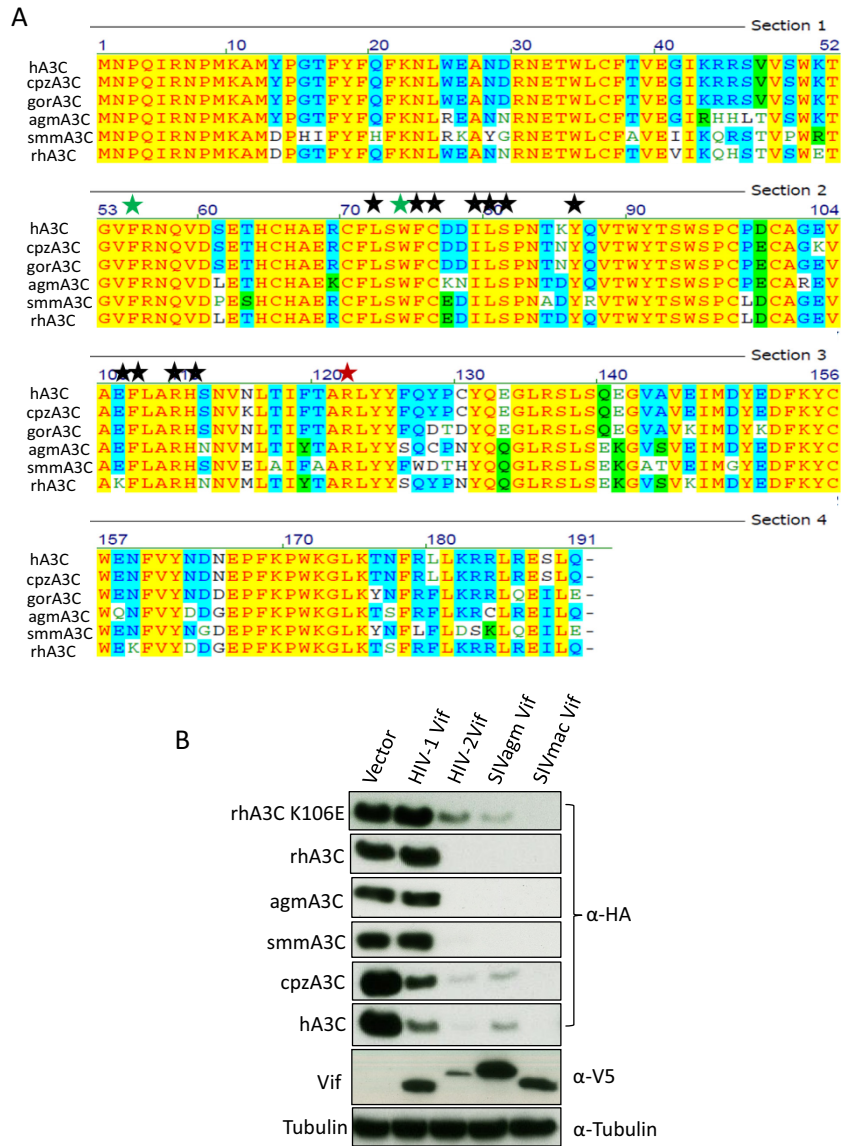 A
Section 1
1 10 20 30 40 52
hA3C MNPQIRNPMKAMYPGTFYFQFKNLWEANDRNETWLCFTVEGIKRRSVVSWKT
cpzA3C MNPQIRNPMKAMYPGTFYFQFKNLWEANDRNETWLCFTVEGIKRRSVVSWKT
gorA3C MNPQIRNPMKAMYPGTFYFQFKNLWEANDRNETWLCFTVEGIKRRSVVSWKT
agmA3C MNPQIRNPMKAMYPGTFYFQFKNLREANNRNETWLCFTVEGIRHHLTVSWKT
smmA3C MNPQIRNPMKAMDPHIFYFHFKNLRKAYGRNETWLCFAVEIIKQRSTVPWRT
rhA3C MNPQIRNPMKAMDPGTFYFQFKNLWEANNRNETWLCFTVEVIKQHSTVSWET
Section 2
53 60 70 80 90 104
hA3C GVFRNQVDSETHCHAERCFLSWFCDDILSPNTKYQVTWYTSWSPCPDCAGEV
cpzA3C GVFRNQVDSETHCHAERCFLSWFCDDILSPNTNYQVTWYTSWSPCPECAGKV
gorA3C GVFRNQVDSETHCHAERCFLSWFCDDILSPNTNYQVTWYTSWSPCPECAGEV
agmA3C GVFRNQVDLETHCHAEKCFLSWFCKNILSPNTDYQVTWYTSWSPCPECAREV
smmA3C GVFRNQVDPESHCHAERCFLSWFCEDILSPNADYRVTWYTSWSPCLDCAGEV
rhA3C GVFRNQVDLETHCHAERCFLSWFCEDILSPNTDYQVTWYTSWSPCLDCAGEV
Section 3
120 130 140 156
hA3C AEFLARHSNVNLTIFTARLYYFQYPCYQEGLRSLSQEGVAVEIMDYEDFKYC
cpzA3C AEFLARHSNVKLTIFTARLYYFQYPCYQEGLRSLSQEGVAVEIMDYEDFKYC
gorA3C AEFLARHSNVNLTIFTARLYYFQDTDYQEGLRSLSQEGVAVKIMDYKDFKYC
agmA3C AEFLARHNNVMLTIYTARLYYSQCPNYQQGLRSLSEKGVSVEIMDYEDFKYC
smmA3C AEFLARHSNVELAIFAARLYYFWDTHYQQGLRSLSEKGATVEIMGYEDFKYC
rhA3C AKFLARHNNVMLTIYTARLYYSQYPNYQEGLRSLSEKGVSVKIMDYEDFKYC
Section 4
157 170 180 191
hA3C WENFVYNDNEPFKPWKGLKTNFRLLKRRLRESLQ-
cpzA3C WENFVYNDDEPFKPWKGLKTNFRLLKRRLRESLQ-
gorA3C WENFVYNDDEPFKPWKGLKYNFRFLKRRLQEILE-
agmA3C WQNFVYDDGEPFKPWKGLKTSFRFLKRCLREILQ-
smmA3C WENFVYNGDEPFKPWKGLKYNFLFLDSKLQEILE-
rhA3C WEKFVYDDGEPFKPWKGLKTSFRFLKRRLREILQ-
B
Vector HIV-1 Vif HIV-2Vif SIVagm Vif SIVmac Vif
rhA3C K106E
rhA3C
agmA3C
α-HA
smmA3C
cpzA3C
hA3C
Vif α-V5
Tubulin α-Tubulin